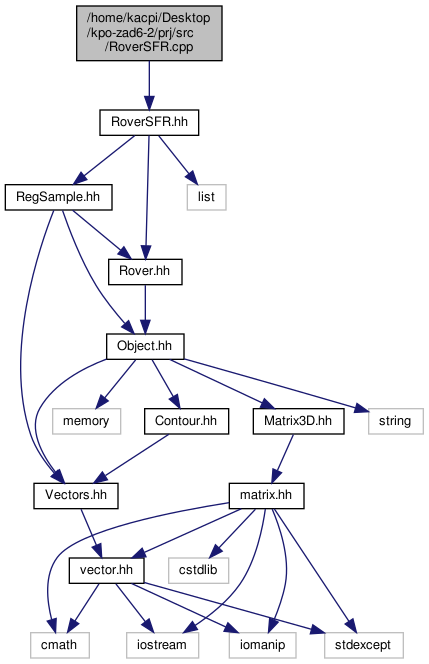 /home/kacpi/Desktop
/kpo-zad6-2/prj/src
/RoverSFR.cpp
RoverSFR.hh
RegSample.hh
list
Rover.hh
Object.hh
memory
Contour.hh
Matrix3D.hh
string
Vectors.hh
matrix.hh
vector.hh
cstdlib
cmath
iostream
iomanip
stdexcept